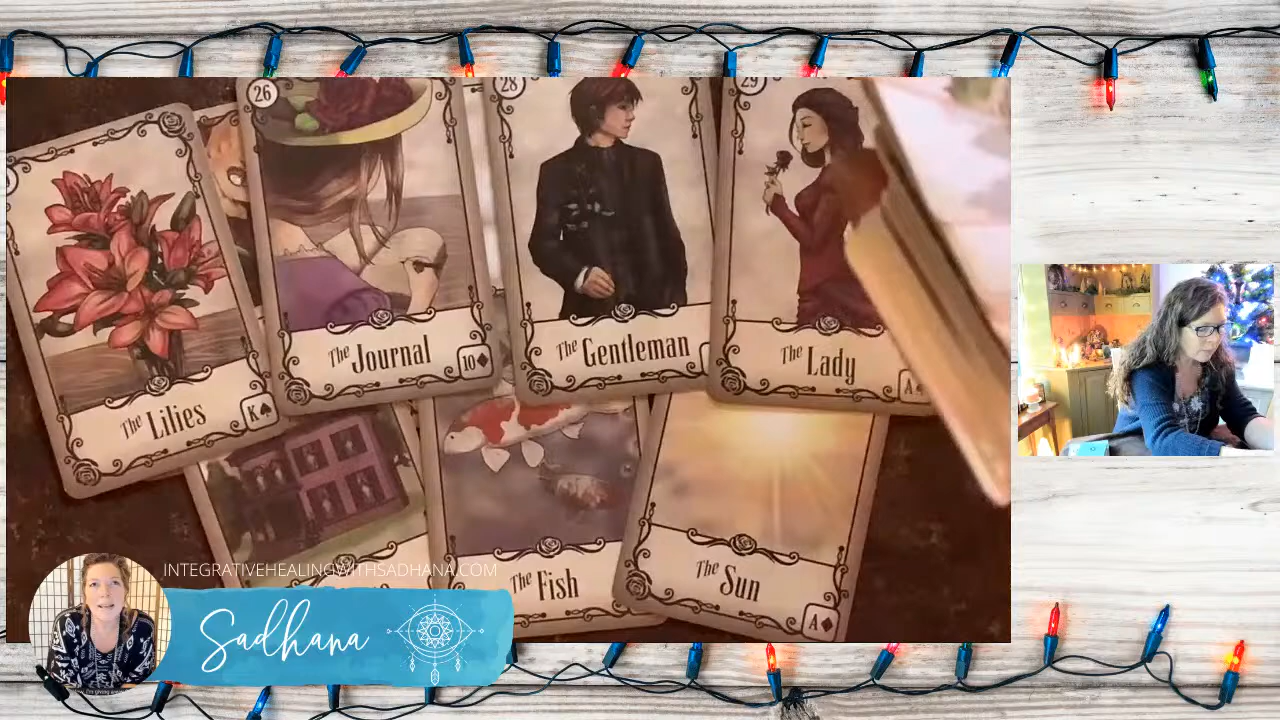 26
28
29
The Lilies
K♠
The Journal
10♦
The Gentleman
The Lady
A♠
The Fish
The Sun
A♦
INTEGRATIVEHEALINGWITHSADHANA.COM
Sadhana